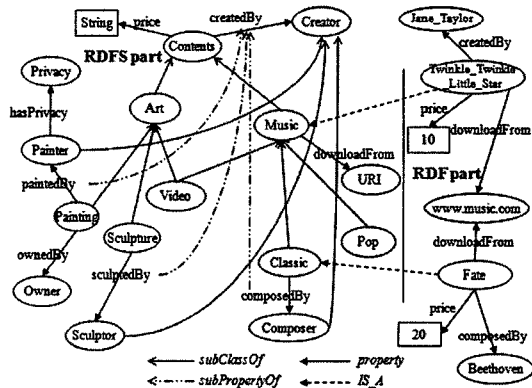 String
price
createdBy
Creator
Jane_Taylor
Contents
RDFS part
createdBy
Privacy
Twinkle_Twinkle
_Little_Star
hasPrivacy
Art
Music
price
10
downloadFrom
Painter
downloadFrom
RDF part
paintedBy
Video
URI
www.music.com
Painting
Sculpture
Pop
downloadFrom
ownedBy
sculptedBy
Classic
Fate
Owner
composedBy
price
Sculptor
Composer
20
composedBy
subClassOf
property
Beethoven
subPropertyOf
IS_A